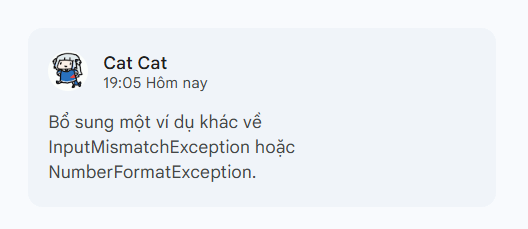 Cat Cat
19:05 Hôm nay
Bổ sung một ví dụ khác về
InputMismatchException hoặc
NumberFormatException.